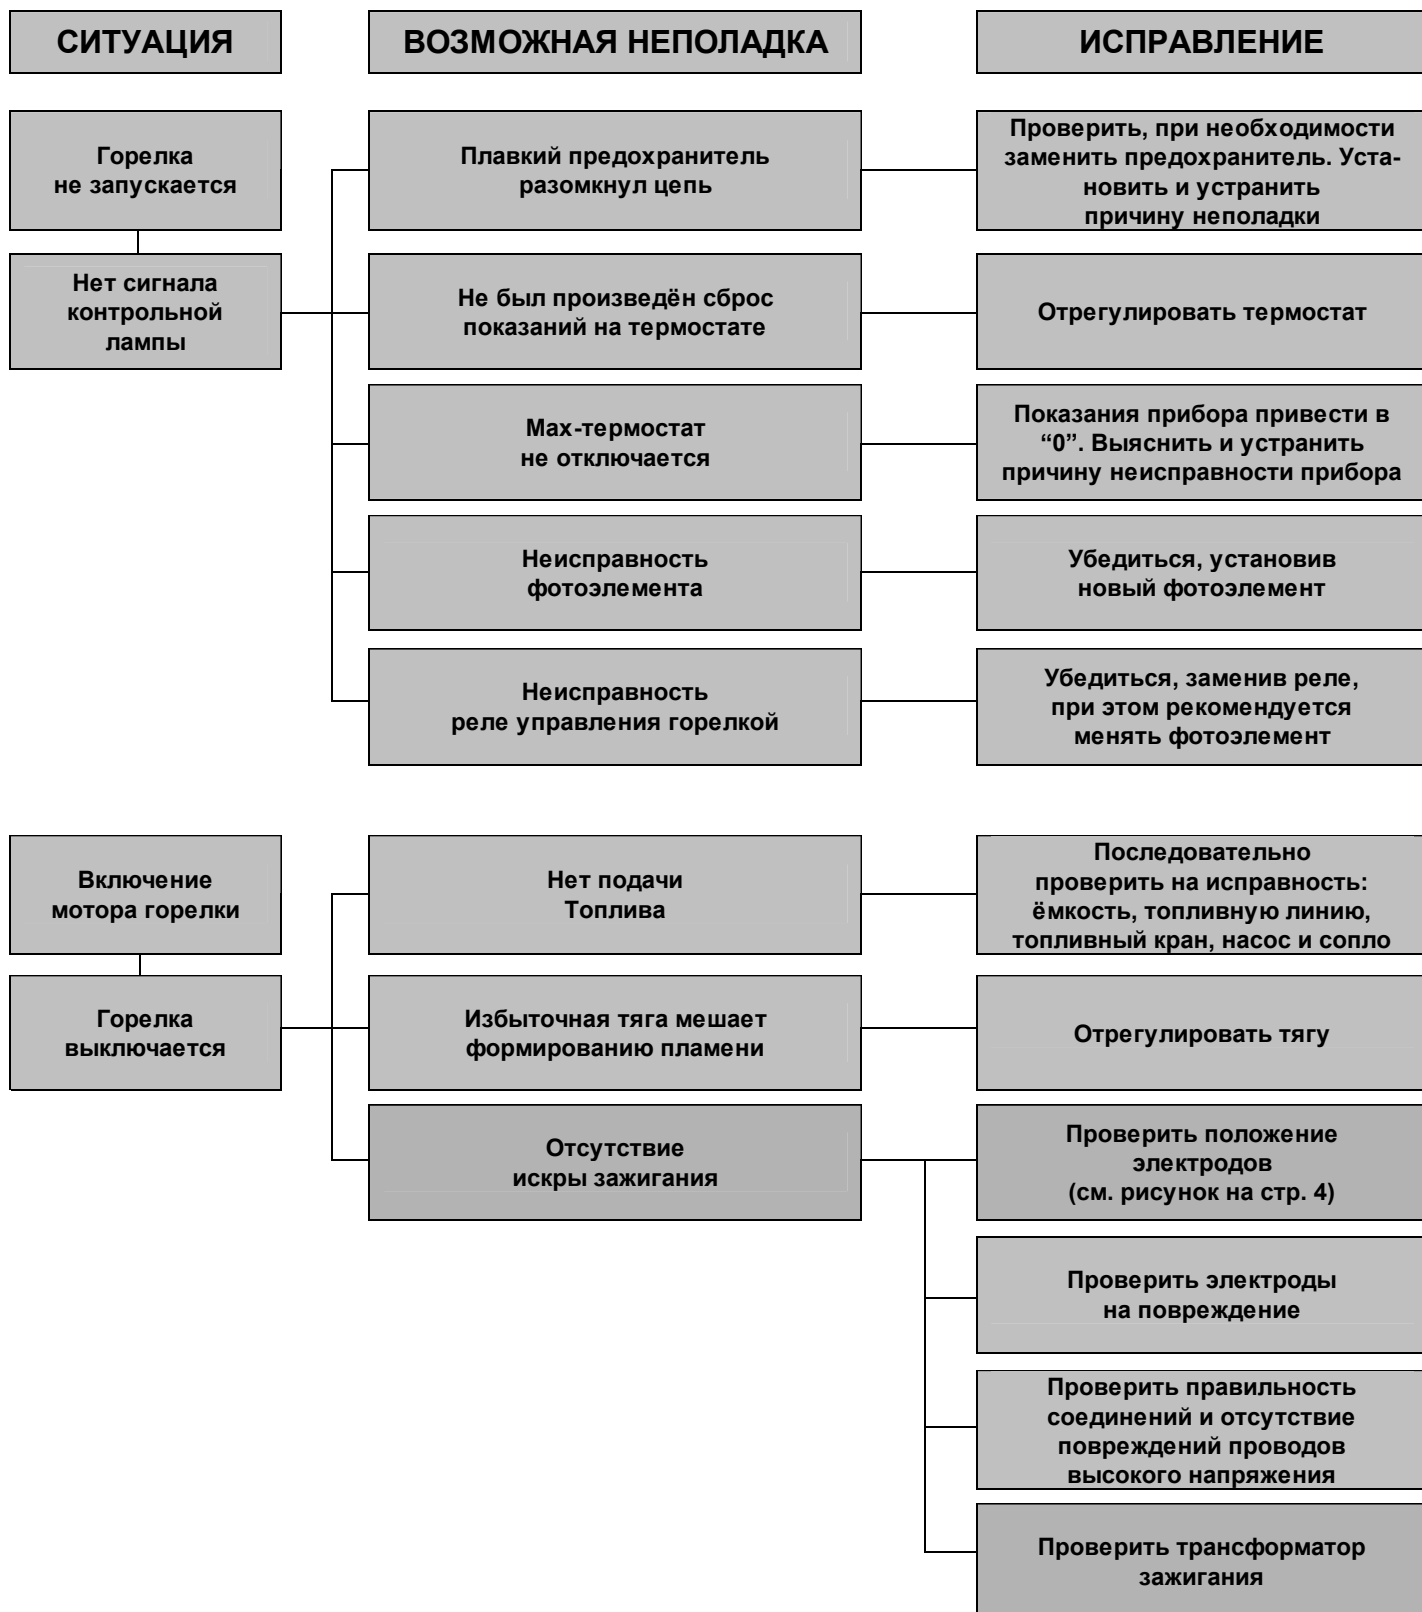 СИТУАЦИЯ
ВОЗМОЖНАЯ НЕПОЛАДКА
ИСПРАВЛЕНИЕ
Горелка
не запускается
Плавкий предохранитель
разомкнул цепь
Проверить, при необходимости
заменить предохранитель. Уста-
новить и устранить
причину неполадки
Нет сигнала
контрольной
лампы
Не был произведён сброс
показаний на термостате
Отрегулировать термостат
Мах-термостат
не отключается
Показания прибора привести в
“0”. Выяснить и устранить
причину неисправности прибора
Неисправность
фотоэлемента
Убедиться, установив
новый фотоэлемент
Неисправность
реле управления горелкой
Убедиться, заменив реле,
при этом рекомендуется
менять фотоэлемент
Включение
мотора горелки
Нет подачи
Топлива
Последовательно
проверить на исправность:
ёмкость, топливную линию,
топливный кран, насос и сопло
Горелка
выключается
Избыточная тяга мешает
формированию пламени
Отрегулировать тягу
Отсутствие
искры зажигания
Проверить положение
электродов
(см. рисунок на стр. 4)
Проверить электроды
на повреждение
Проверить правильность
соединений и отсутствие
повреждений проводов
высокого напряжения
Проверить трансформатор
зажигания